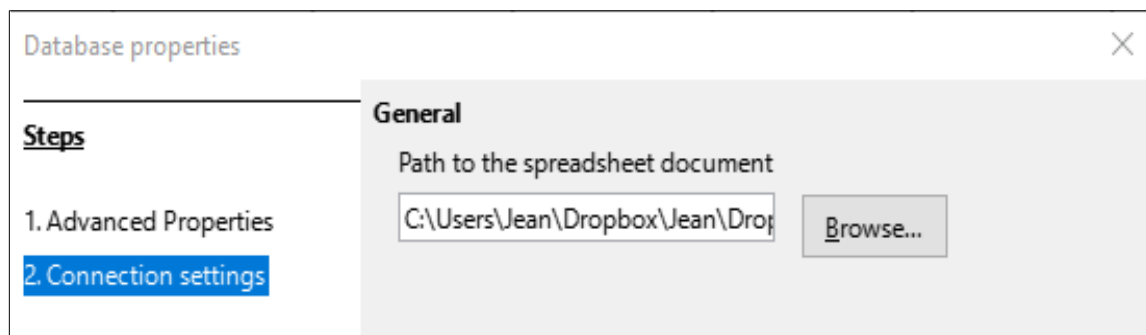 Database properties
Steps
1. Advanced Properties
2. Connection settings
General
Path to the spreadsheet document
C:\Users\Jean\Dropbox\Jean\Drop
Browse...